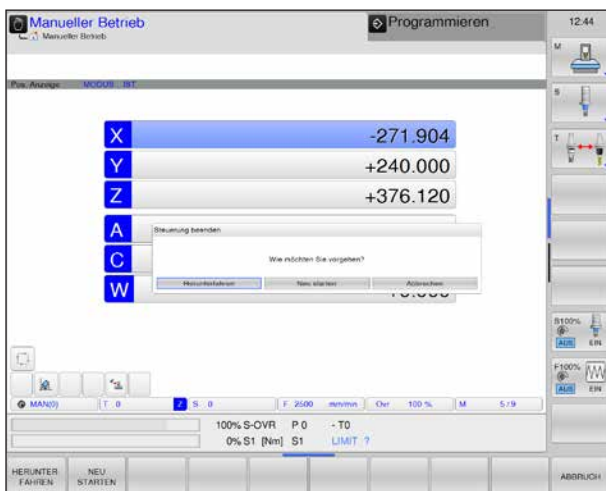 Manueller Betrieb
Manueller Betrieb
Programmieren
12:44
Pos. Anzeige MODUS: IST
M
S
T
X -271.904
Y +240.000
Z +376.120
A
C
W
Steuerung beenden
Wie möchten Sie vorgehen?
Herunterfahren Neu starten Abbrechen
S100%
AUS EIN
F100%
AUS EIN
MAN(0) T 0 Z S 0 F 2500 mm/min Ovr 100 % M 5/9
100% S-OVR P0 - T0
0% S1 [Nm] S1 LIMIT ?
HERUNTER FAHREN
NEU STARTEN
ABBRUCH